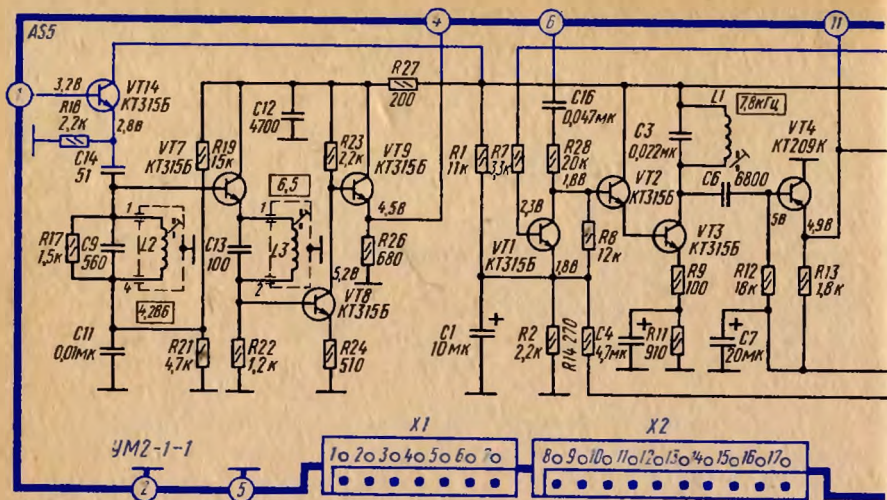 AS5
4
6
11
1
3,2В
VT14
КТ315Б
R18
2,2к
2,8В
C14
51
VT7
КТ315Б
R19
15к
C12
4700
R23
2,2к
R27
200
VT9
КТ315Б
4,5В
R26
680
R1
11к
R7
3,3к
C16
0,047мк
R28
20к
1,8В
2,3В
VT1
КТ315Б
1,8В
VT2
КТ315Б
R8
12к
C3
0,022мк
L1
7,8кГц
VT4
КТ209К
C6
6800
VT3
КТ315Б
5В
4,9В
R17
1,5к
C9
560
1
L2
4
4,286
C13
100
6,5
1
L3
2
5,2В
VT8
КТ315Б
R9
100
R12
18к
R13
1,8к
C11
0,01мк
R21
4,7к
R22
1,2к
R24
510
C1
10мк
+
R2
2,2к
R14 270
C4
4,7мк
+
R11
910
+
C7
20мк
УМ2-1-1
2
5
X1
1 2 3 4 5 6 7
X2
8 9 10 11 12 13 14 15 16 17